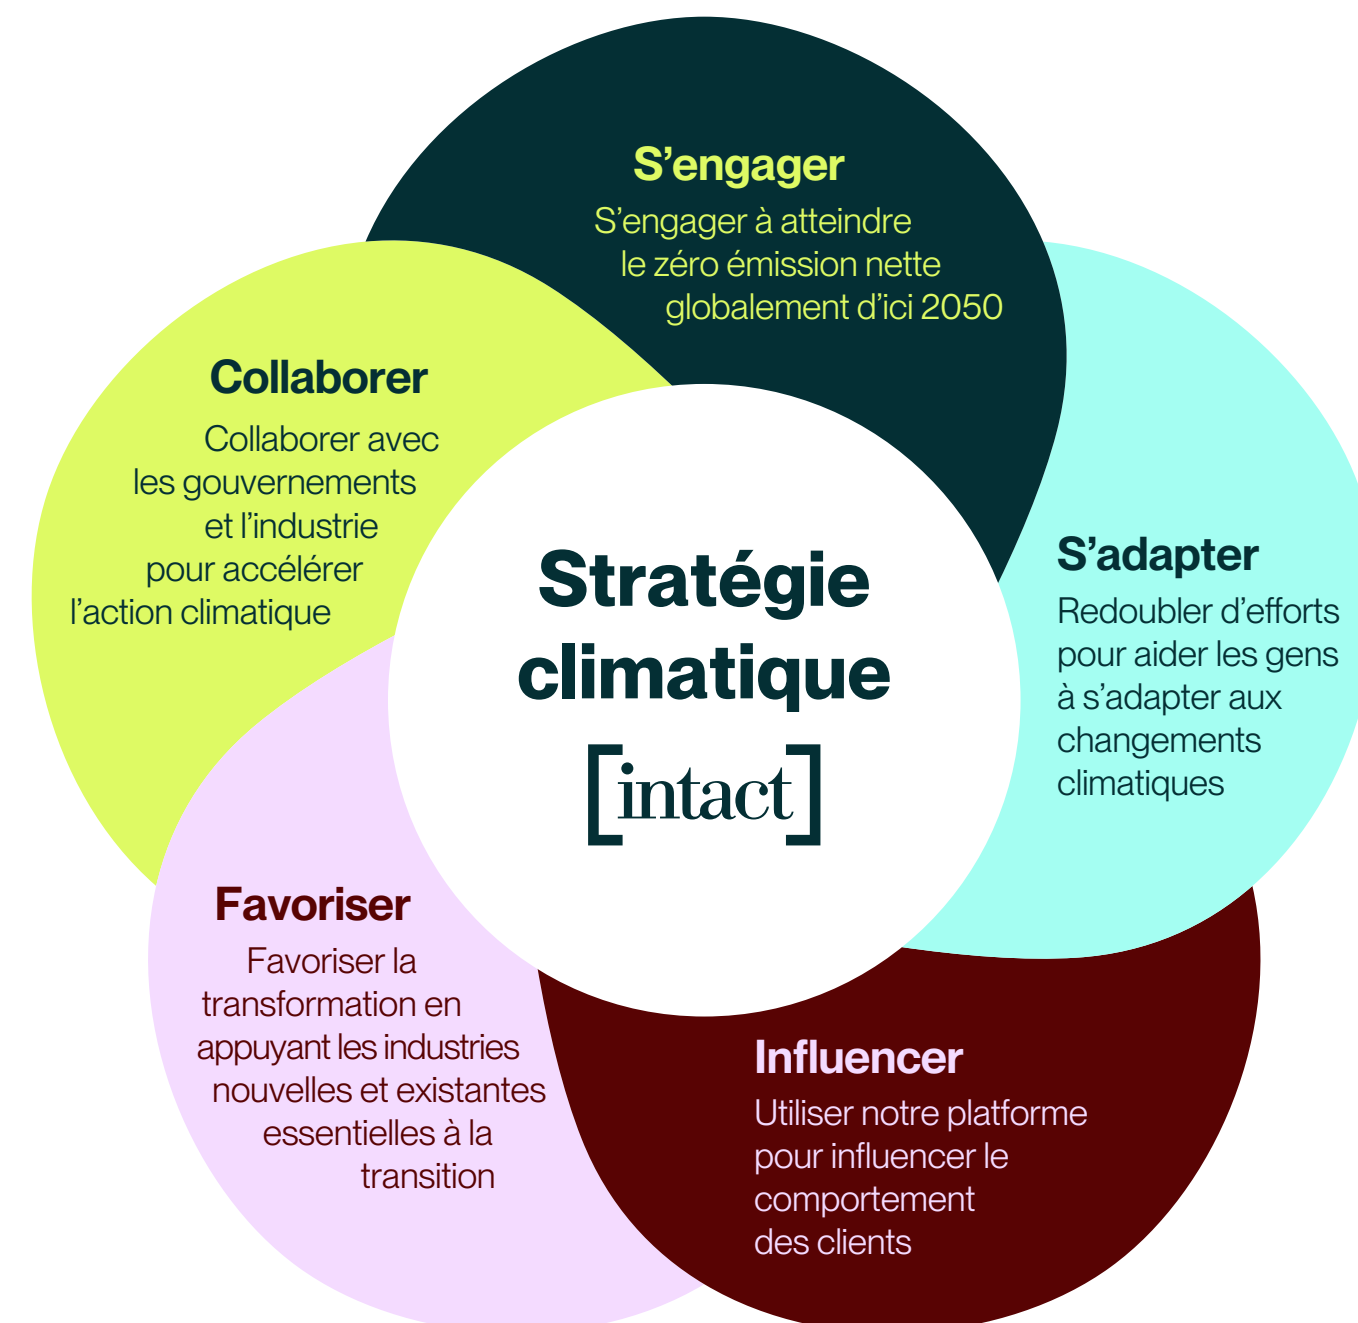 S’engager
S’engager à atteindre
le zéro émission nette
globalement d’ici 2050
Collaborer
Collaborer avec
les gouvernements
et l’industrie
pour accélérer
l’action climatique
Stratégie
climatique
[intact]
S’adapter
Redoubler d’efforts
pour aider les gens
à s’adapter aux
changements
climatiques
Favoriser
Favoriser la
transformation en
appuyant les industries
nouvelles et existantes
essentielles à la
transition
Influencer
Utiliser notre platforme
pour influencer le
comportement
des clients